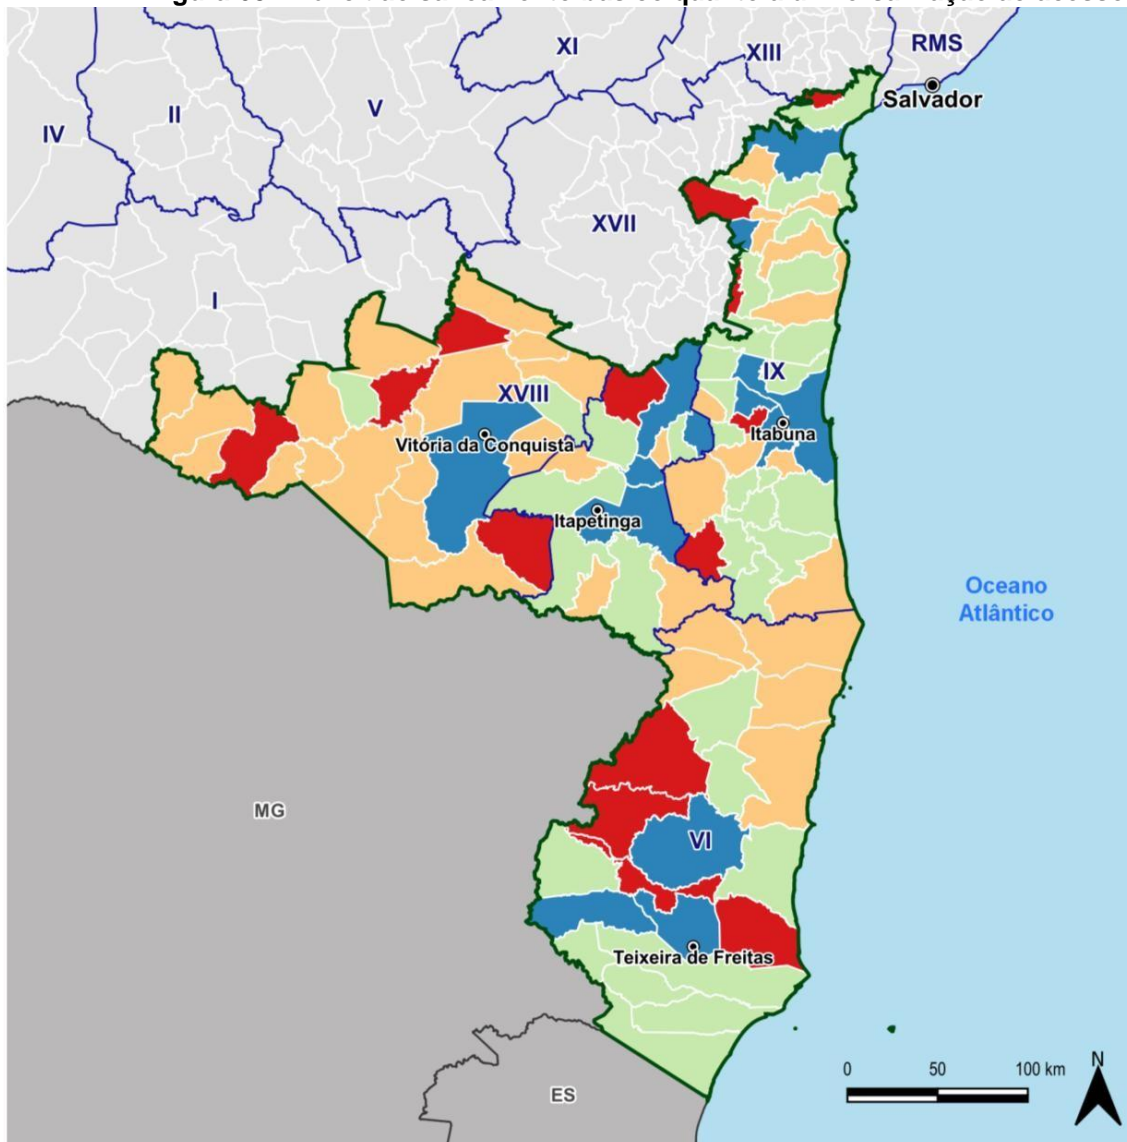 XI
XIII
RMS
Salvador
II
V
IV
XVII
I
IX
XVIII
Itabuna
Vitória da Conquista
Itapetinga
Oceano
Atlântico
MG
VI
Teixeira de Freitas
0 50 100 km
N
ES